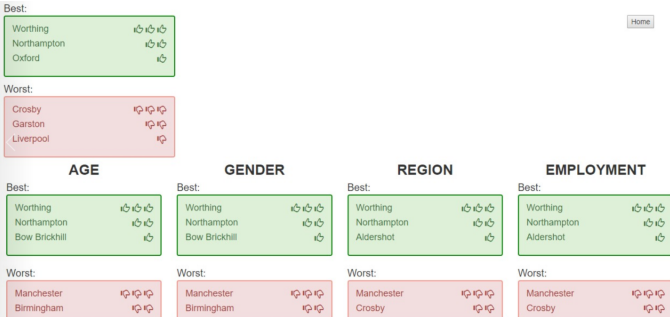 Best:
Home
Worthing
Northampton
Oxford
Worst:
Crosby
Garston
Liverpool
AGE GENDER REGION EMPLOYMENT
Best: Best: Best: Best:
Worthing Worthing Worthing Worthing
Northampton Northampton Northampton Northampton
Bow Brickhill Bow Brickhill Aldershot Aldershot
Worst: Worst: Worst: Worst:
Manchester Manchester Manchester Manchester
Birmingham Birmingham Crosby Crosby